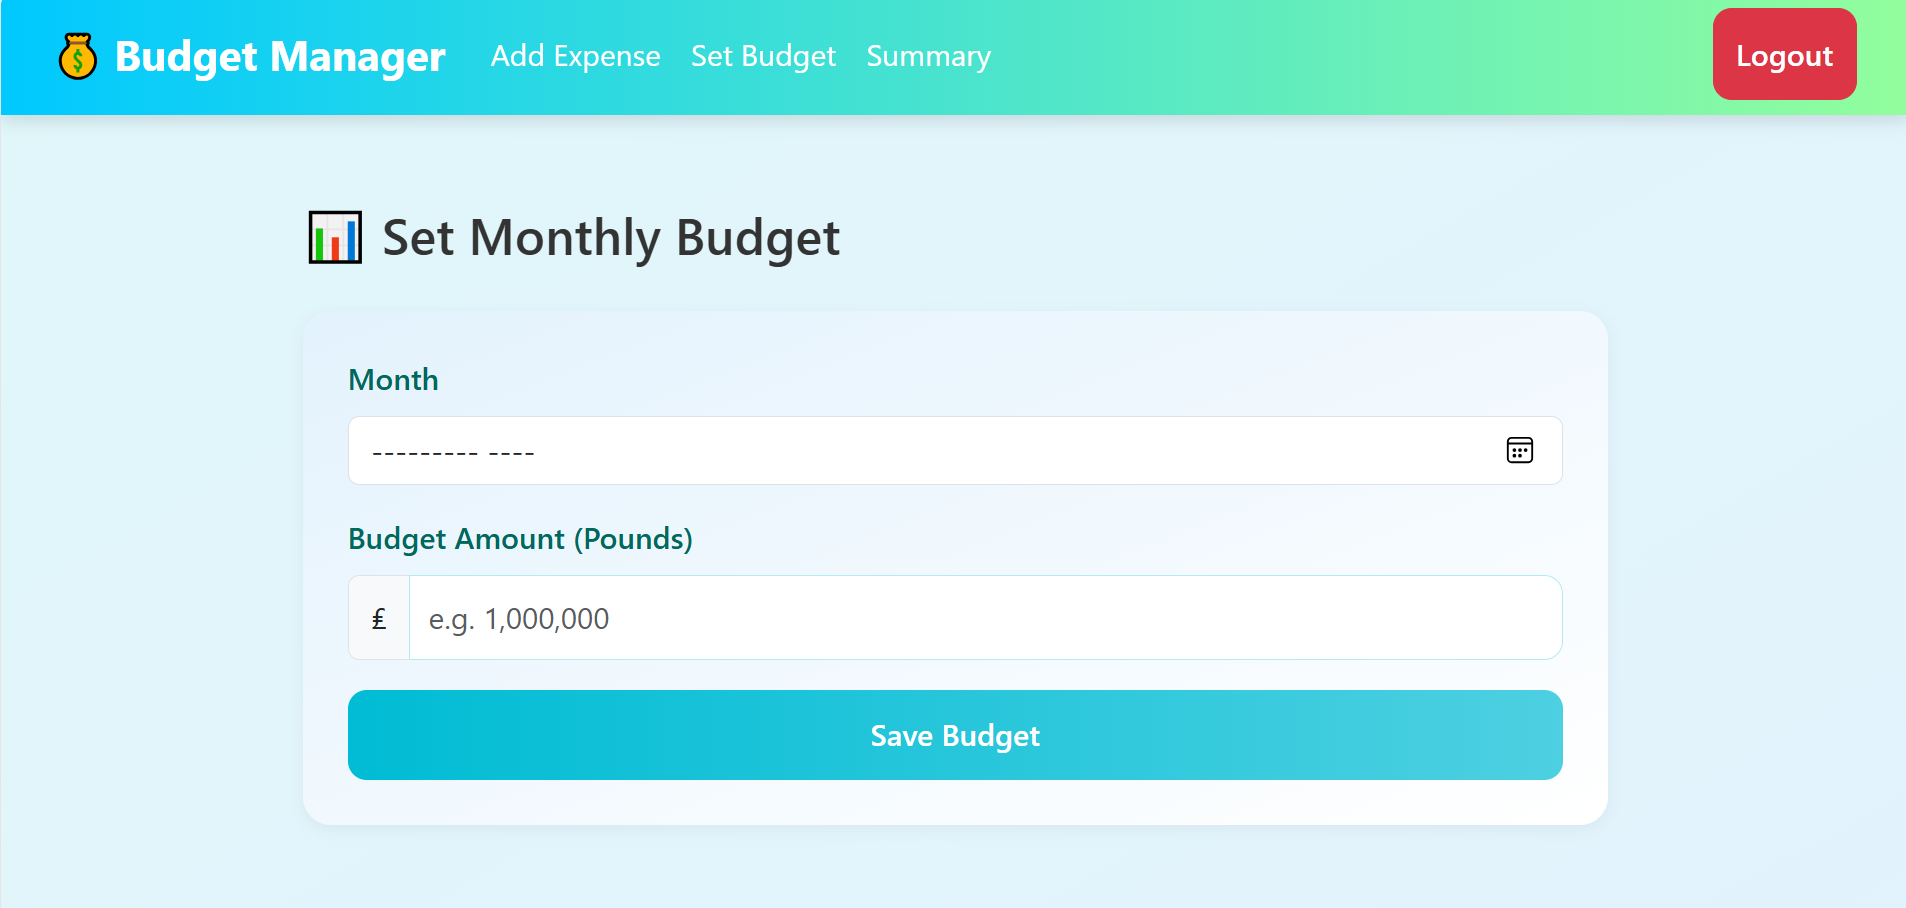 Budget Manager
Add Expense
Set Budget
Summary
Logout
Set Monthly Budget
Month
--------- ----
Budget Amount (Pounds)
₤
e.g. 1,000,000
Save Budget